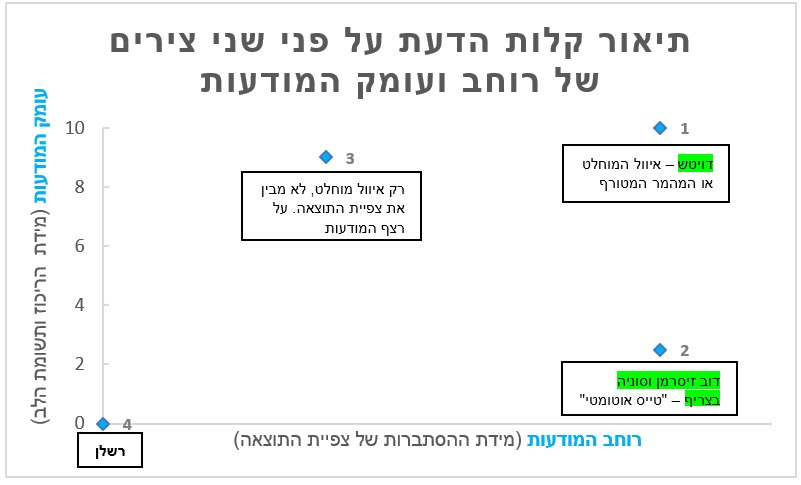 תיאור קלות הדעת על פני שני צירים
של רוחב ועומק המודעות
עומק המודעות (מידת הריכוז ותשומת הלב)
10
8
6
4
2
0
1
דויטש – איוול המוחלט
או המהמר המטורף
3
רק איוול מוחלט, לא מבין
את צפיית התוצאה. על
רצף המודעות
2
דוב זיסרמן וסוניה
בצריף – "טייס אוטומטי"
4
רשלן
רוחב המודעות (מידת ההסתברות של צפיית התוצאה)